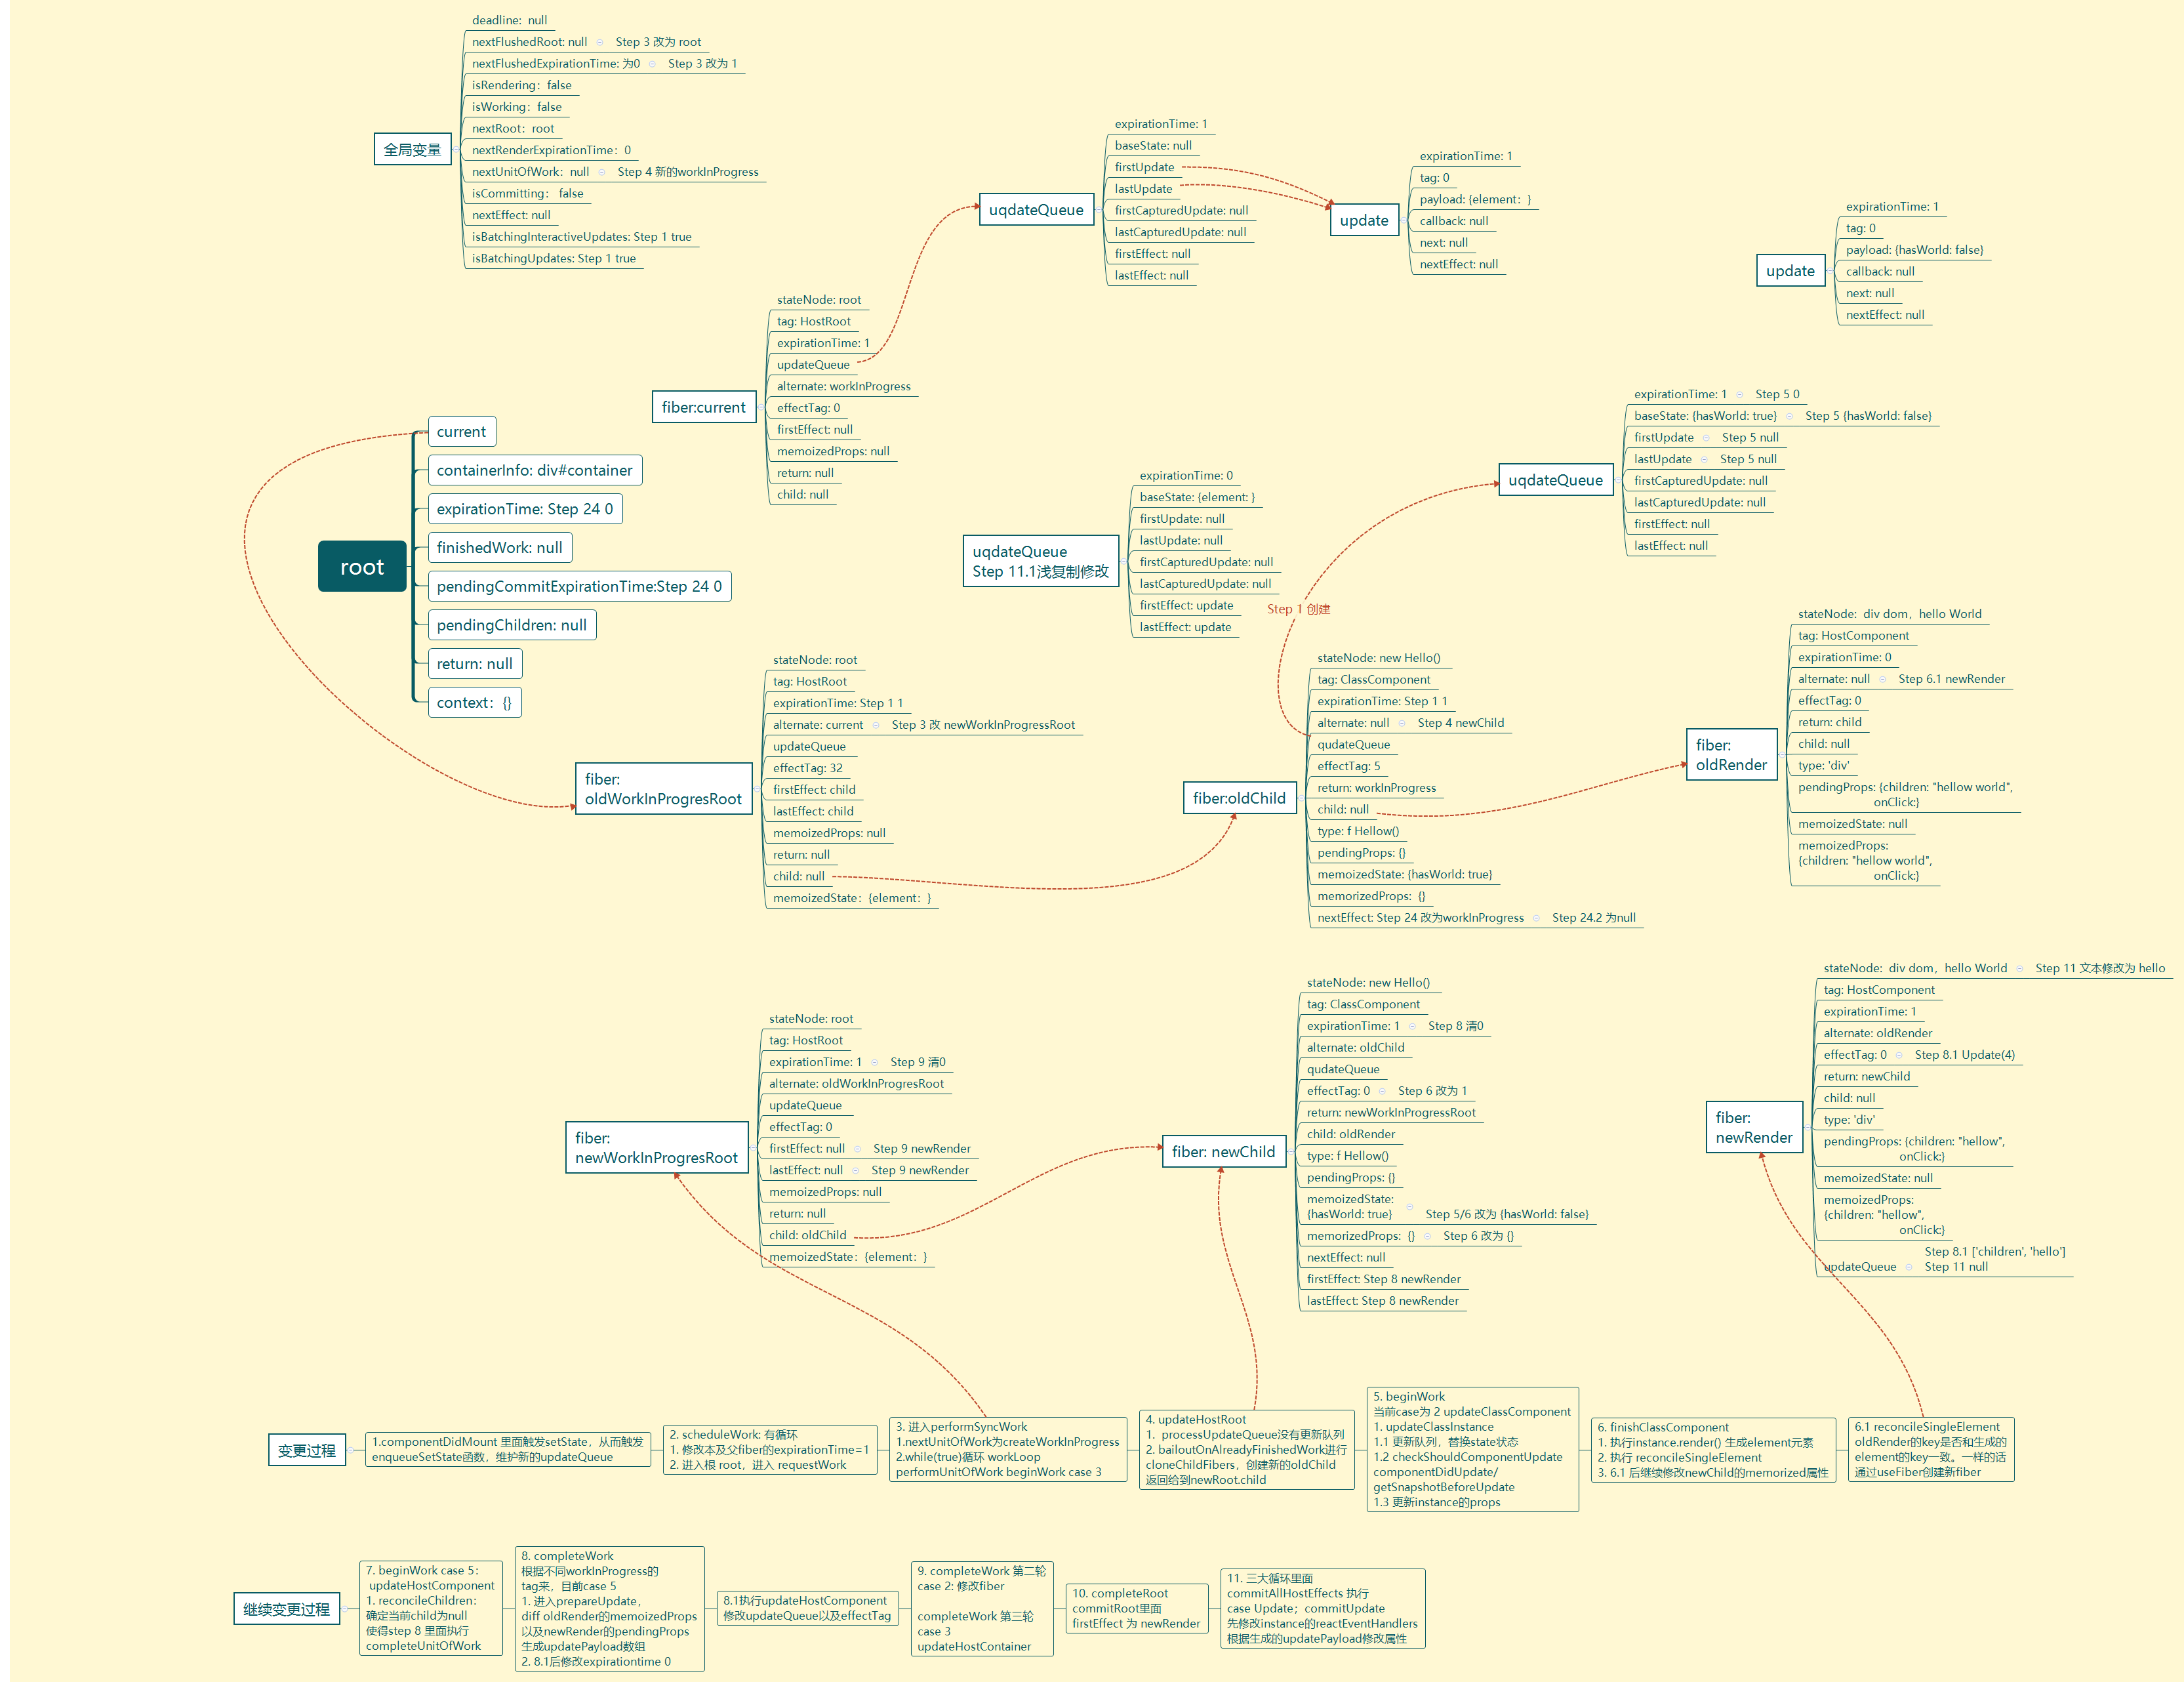 全局变量
deadline:  null
nextFlushedRoot: null
Step 3 改为 root
nextFlushedExpirationTime: 为0
Step 3 改为 1
isRendering：false
isWorking：false
nextRoot：root
nextRenderExpirationTime：0
nextUnitOfWork：null
Step 4 新的workInProgress
isCommitting： false
nextEffect: null
isBatchingInteractiveUpdates: Step 1 true
isBatchingUpdates: Step 1 true
uqdateQueue
expirationTime: 1
baseState: null
firstUpdate
lastUpdate
firstCapturedUpdate: null
lastCapturedUpdate: null
firstEffect: null
lastEffect: null
update
expirationTime: 1
tag: 0
payload: {element：}
callback: null
next: null
nextEffect: null
update
expirationTime: 1
tag: 0
payload: {hasWorld: false}
callback: null
next: null
nextEffect: null
fiber:current
stateNode: root
tag: HostRoot
expirationTime: 1
updateQueue
alternate: workInProgress
effectTag: 0
firstEffect: null
memoizedProps: null
return: null
child: null
root
current
containerInfo: div#container
expirationTime: Step 24 0
finishedWork: null
pendingCommitExpirationTime:Step 24 0
pendingChildren: null
return: null
context：{}
uqdateQueue
Step 11.1浅复制修改
expirationTime: 0
baseState: {element: }
firstUpdate: null
lastUpdate: null
firstCapturedUpdate: null
lastCapturedUpdate: null
firstEffect: update
lastEffect: update
uqdateQueue
expirationTime: 1
Step 5 0
baseState: {hasWorld: true}
Step 5 {hasWorld: false}
firstUpdate
Step 5 null
lastUpdate
Step 5 null
firstCapturedUpdate: null
lastCapturedUpdate: null
firstEffect: null
lastEffect: null
Step 1 创建
fiber:
oldWorkInProgresRoot
stateNode: root
tag: HostRoot
expirationTime: Step 1 1
alternate: current
Step 3 改 newWorkInProgressRoot
updateQueue
effectTag: 32
firstEffect: child
lastEffect: child
memoizedProps: null
return: null
child: null
memoizedState：{element：}
fiber:oldChild
stateNode: new Hello()
tag: ClassComponent
expirationTime: Step 1 1
alternate: null
Step 4 newChild
qudateQueue
effectTag: 5
return: workInProgress
child: null
type: f Hellow()
pendingProps: {}
memoizedState: {hasWorld: true}
memorizedProps:  {}
nextEffect: Step 24 改为workInProgress
Step 24.2 为null
fiber:
oldRender
stateNode:  div dom，hello World
tag: HostComponent
expirationTime: 0
alternate: null
Step 6.1 newRender
effectTag: 0
return: child
child: null
type: 'div'
pendingProps: {children: "hellow world",
onClick:}
memoizedState: null
memoizedProps:
{children: "hellow world",
onClick:}
fiber:
newWorkInProgresRoot
stateNode: root
tag: HostRoot
expirationTime: 1
Step 9 清0
alternate: oldWorkInProgresRoot
updateQueue
effectTag: 0
firstEffect: null
Step 9 newRender
lastEffect: null
Step 9 newRender
memoizedProps: null
return: null
child: oldChild
memoizedState：{element：}
fiber: newChild
stateNode: new Hello()
tag: ClassComponent
expirationTime: 1
Step 8 清0
alternate: oldChild
qudateQueue
effectTag: 0
Step 6 改为 1
return: newWorkInProgressRoot
child: oldRender
type: f Hellow()
pendingProps: {}
memoizedState:
{hasWorld: true}
Step 5/6 改为 {hasWorld: false}
memorizedProps:  {}
Step 6 改为 {}
nextEffect: null
firstEffect: Step 8 newRender
lastEffect: Step 8 newRender
fiber:
newRender
stateNode:  div dom，hello World
Step 11 文本修改为 hello
tag: HostComponent
expirationTime: 1
alternate: oldRender
effectTag: 0
Step 8.1 Update(4)
return: newChild
child: null
type: 'div'
pendingProps: {children: "hellow",
onClick:}
memoizedState: null
memoizedProps:
{children: "hellow",
onClick:}
updateQueue
Step 8.1 ['children', 'hello']
Step 11 null
变更过程
1.componentDidMount 里面触发setState，从而触发
enqueueSetState函数，维护新的updateQueue
2. scheduleWork: 有循环
1. 修改本及父fiber的expirationTime=1
2. 进入根 root，进入 requestWork
3. 进入performSyncWork
1.nextUnitOfWork为createWorkInProgress
2.while(true)循环 workLoop
performUnitOfWork beginWork case 3
4. updateHostRoot
1.  processUpdateQueue没有更新队列
2. bailoutOnAlreadyFinishedWork进行
cloneChildFibers，创建新的oldChild
返回给到newRoot.child
5. beginWork
当前case为 2 updateClassComponent
1. updateClassInstance
1.1 更新队列，替换state状态
1.2 checkShouldComponentUpdate
componentDidUpdate/
getSnapshotBeforeUpdate
1.3 更新instance的props
6. finishClassComponent
1. 执行instance.render() 生成element元素
2. 执行 reconcileSingleElement
3. 6.1 后继续修改newChild的memorized属性
6.1 reconcileSingleElement
oldRender的key是否和生成的
element的key一致。一样的话
通过useFiber创建新fiber
继续变更过程
7. beginWork case 5：
updateHostComponent
1. reconcileChildren：
确定当前child为null
使得step 8 里面执行
completeUnitOfWork
8. completeWork
根据不同workInProgress的
tag来，目前case 5
1. 进入prepareUpdate，
diff oldRender的memoizedProps
以及newRender的pendingProps
生成updatePayload数组
2. 8.1后修改expirationtime 0
8.1执行updateHostComponent
修改updateQueue以及effectTag
9. completeWork 第二轮
case 2: 修改fiber
completeWork 第三轮
case 3
updateHostContainer
10. completeRoot
commitRoot里面
firstEffect 为 newRender
11. 三大循环里面
commitAllHostEffects 执行
case Update；commitUpdate
先修改instance的reactEventHandlers
根据生成的updatePayload修改属性